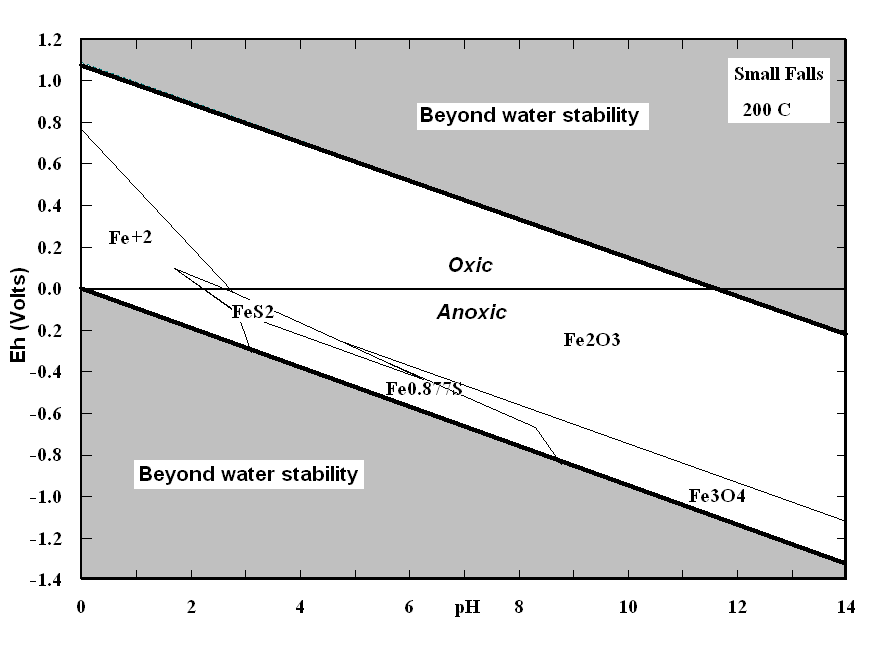 1.2
1.0
0.8
0.6
0.4
0.2
0.0
0.2
-0.4
-0.6
-0.8
-1.0
-1.2
-1.4
Eh (Volts)
Small Falls
200 C
Beyond water stability
Fe+2
Oxic
FeS2
Anoxic
Fe2O3
Fe0.877S
Beyond water stability
Fe3O4
0
2
4
6
pH
8
10
12
14